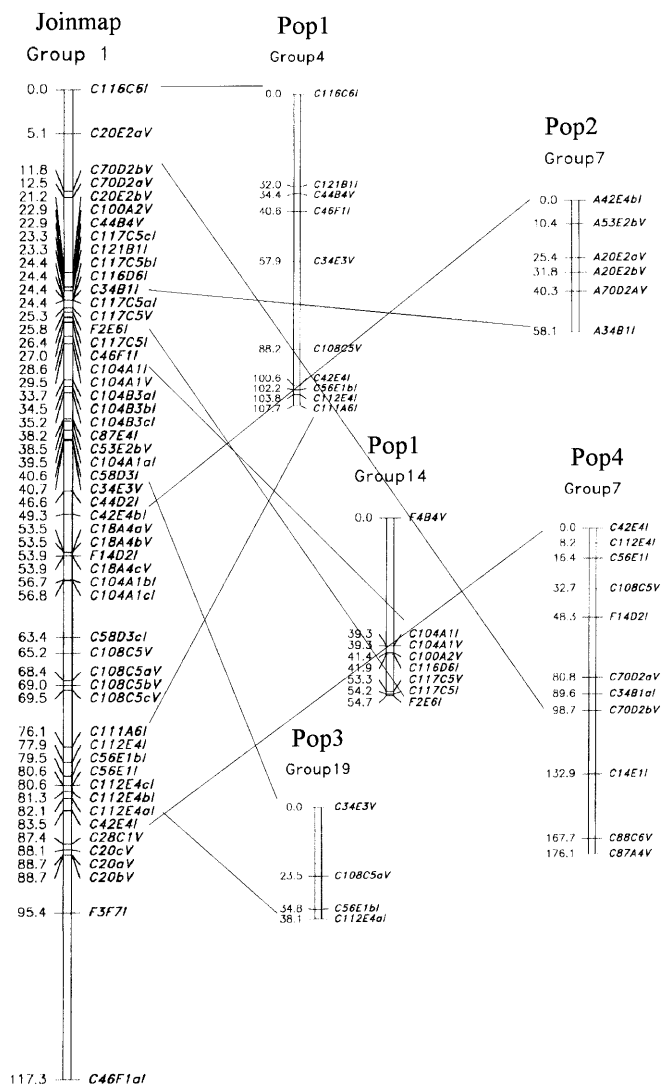 Joinmap
Group 1
0.0 C116C6I
5.1 C20E2aV
11.8 C70D2bV
12.5 C70D2aV
21.2 C20E2bV
22.9 C100A2V
22.9 C44B4V
23.3 C117C5cI
23.3 C121B1I
24.4 C117C5bI
24.4 C116D6I
24.4 C34B1I
24.4 C117C5aI
25.3 C117C5V
25.8 F2E6I
26.4 C117C5I
27.0 C46F1I
28.6 C104A1I
29.5 C104A1V
33.7 C104B3aI
34.5 C104B3bI
35.2 C104B3cI
38.2 C87E4I
38.5 C53E2bV
39.5 C104A1aI
40.6 C58D3I
40.7 C34E3V
46.6 C44D2I
49.3 C42E4bI
53.5 C18A4aV
53.5 C18A4bV
53.9 F14D2I
53.9 C18A4cV
56.7 C104A1bI
56.8 C104A1cI
63.4 C58D3cI
65.2 C108C5V
68.4 C108C5aV
69.0 C108C5bV
69.5 C108C5cV
76.1 C111A6I
77.9 C112E4I
79.5 C56E1bI
80.6 C56E1I
80.6 C112E4cI
81.3 C112E4bI
82.1 C112E4aI
83.5 C42E4I
87.4 C28C1V
88.1 C20cV
88.7 C20aV
88.7 C20bV
95.4 F3F7I
117.3 C46F1aI
Pop1
Group4
0.0 C116C6I
32.0 C121B1I
34.4 C44B4V
40.6 C46F1I
57.9 C34E3V
88.2 C108C5V
100.6 C42E4I
102.2 C56E1bI
103.8 C112E4I
107.7 C111A6I
Pop2
Group7
0.0 A42E4bI
10.4 A53E2bV
25.4 A20E2aV
31.8 A20E2bV
40.3 A70D2AV
58.1 A34B1I
Pop1
Group14
0.0 F4B4V
39.3 C104A1I
39.3 C104A1V
41.4 C100A2V
41.9 C116D6I
53.3 C117C5V
54.2 C117C5I
54.7 F2E6I
Pop4
Group7
0.0 C42E4I
8.2 C112E4I
16.4 C56E1I
32.7 C108C5V
48.3 F14D2I
80.8 C70D2aV
89.6 C34B1aI
98.7 C70D2bV
132.9 C14E1I
167.7 C88C6V
176.1 C87A4V
Pop3
Group19
0.0 C34E3V
23.5 C108C5aV
34.8 C56E1bI
38.1 C112E4aI